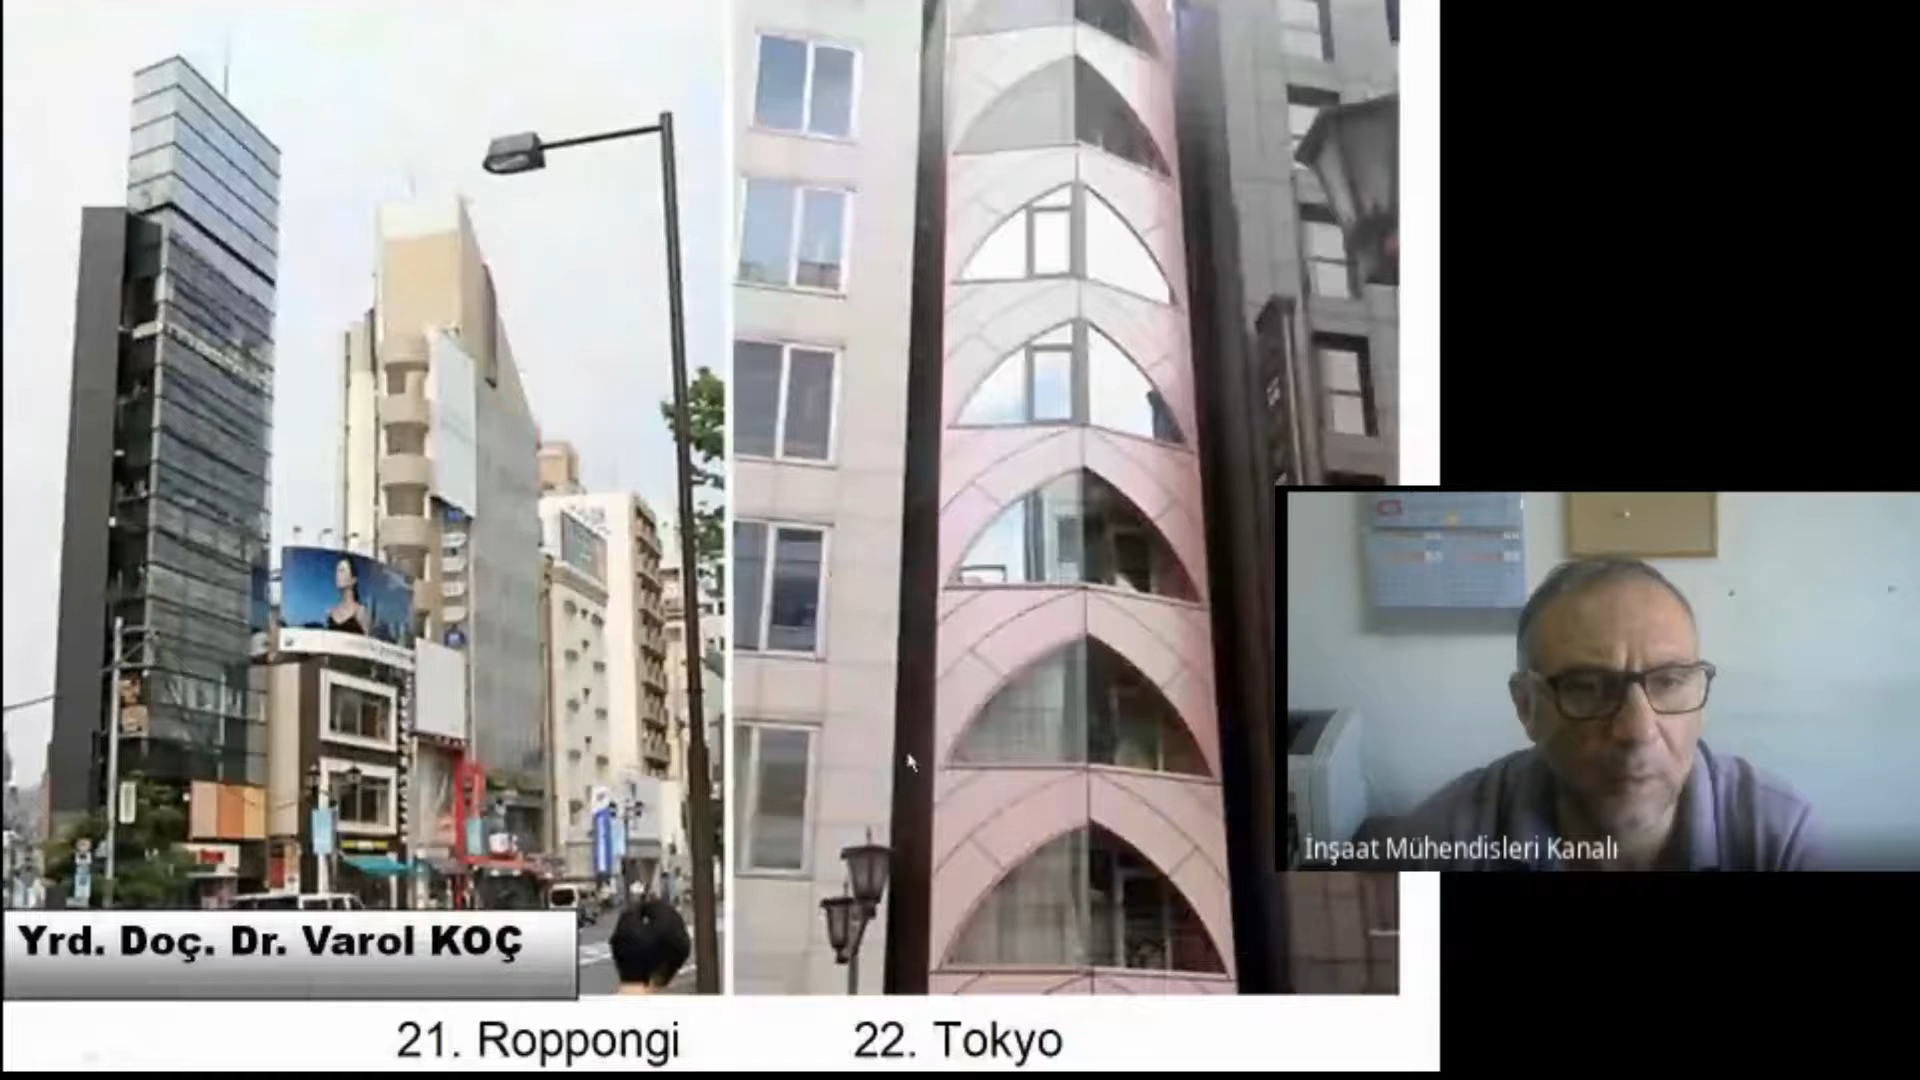 Yrd. Doç. Dr. Varol KOÇ
21. Roppongi
22. Tokyo
İnşaat Mühendisleri Kanalı